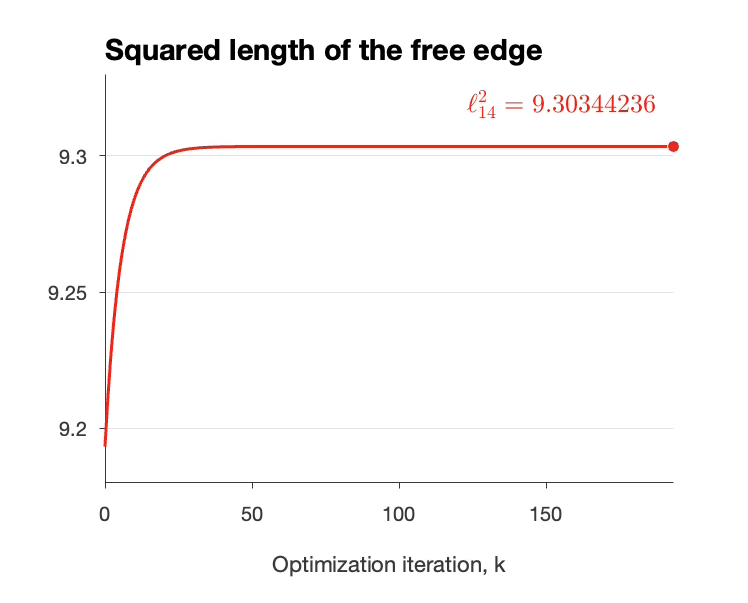 Squared length of the free edge
ℓ²₁₄ = 9.30344236
9.3
9.25
9.2
0 50 100 150
Optimization iteration, k